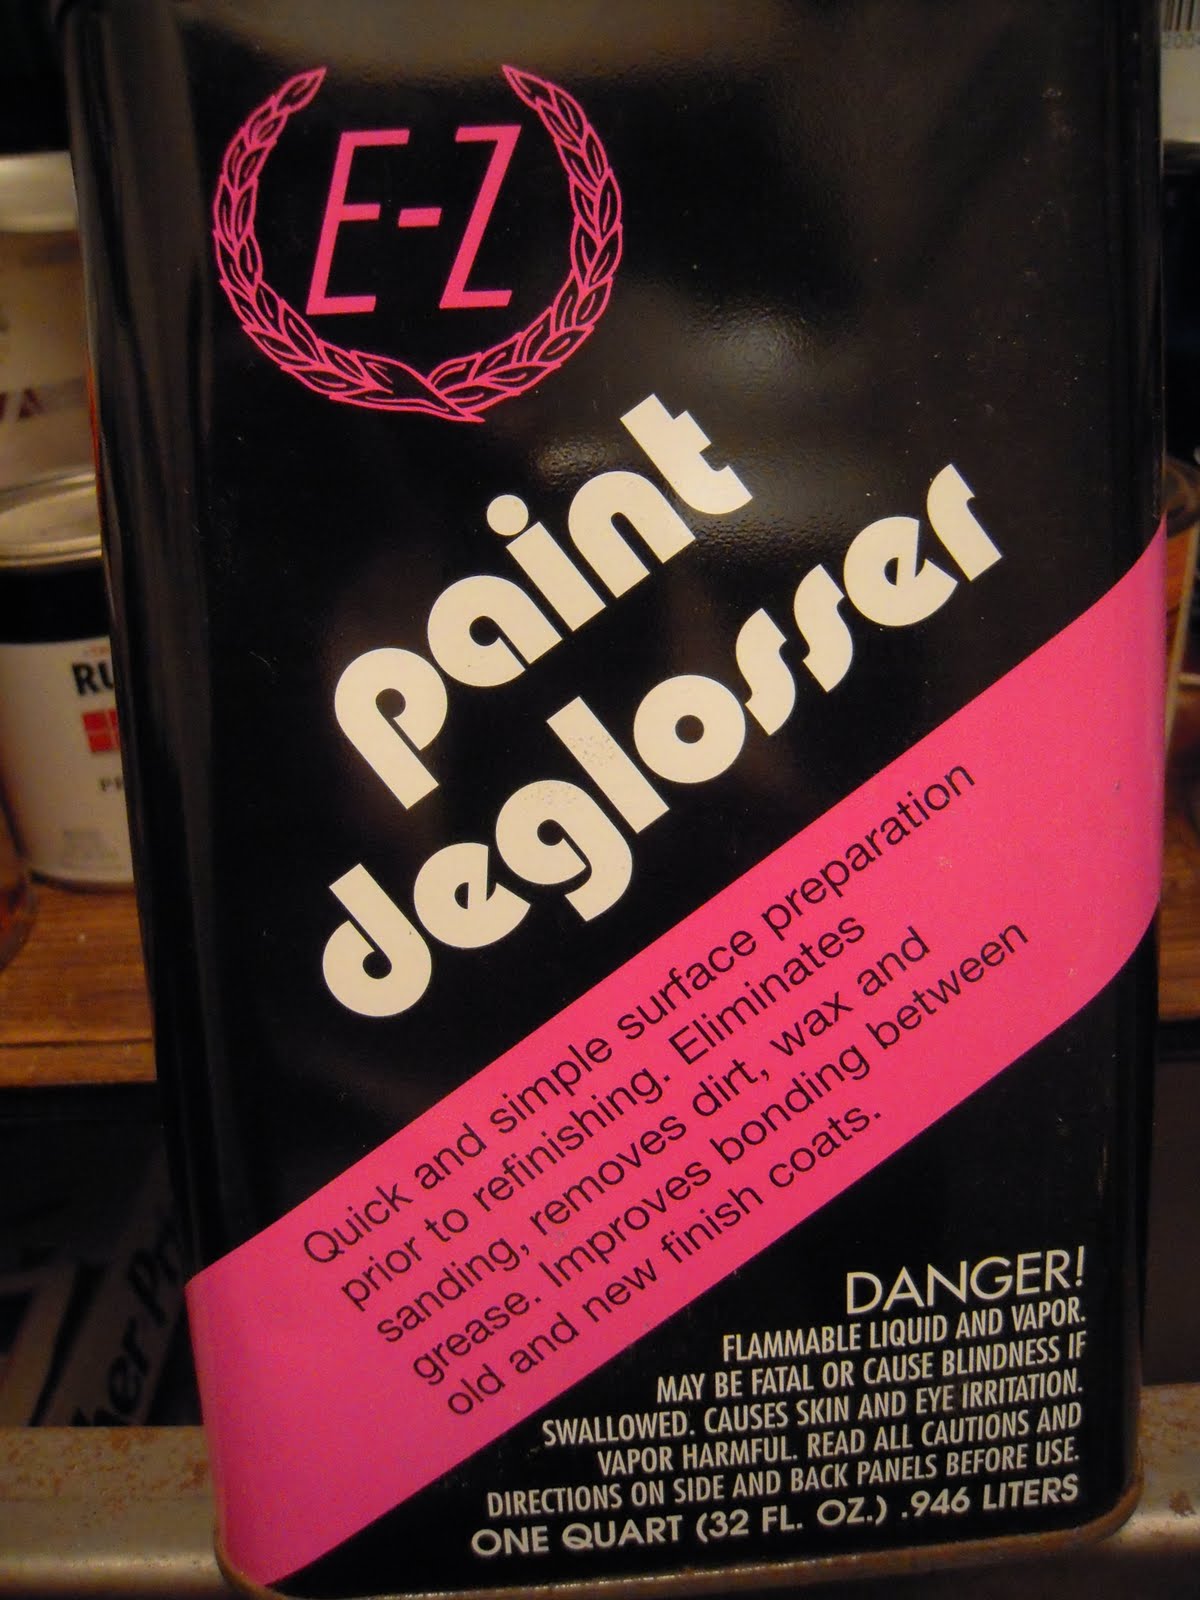 E-Z
paint
deglosser
Quick and simple surface preparation
prior to refinishing. Eliminates
sanding, removes dirt, wax and
grease. Improves bonding between
old and new finish coats.
DANGER!
FLAMMABLE LIQUID AND VAPOR.
MAY BE FATAL OR CAUSE BLINDNESS IF
SWALLOWED. CAUSES SKIN AND EYE IRRITATION.
VAPOR HARMFUL. READ ALL CAUTIONS AND
DIRECTIONS ON SIDE AND BACK PANELS BEFORE USE.
ONE QUART (32 FL. OZ.) .946 LITERS
RU